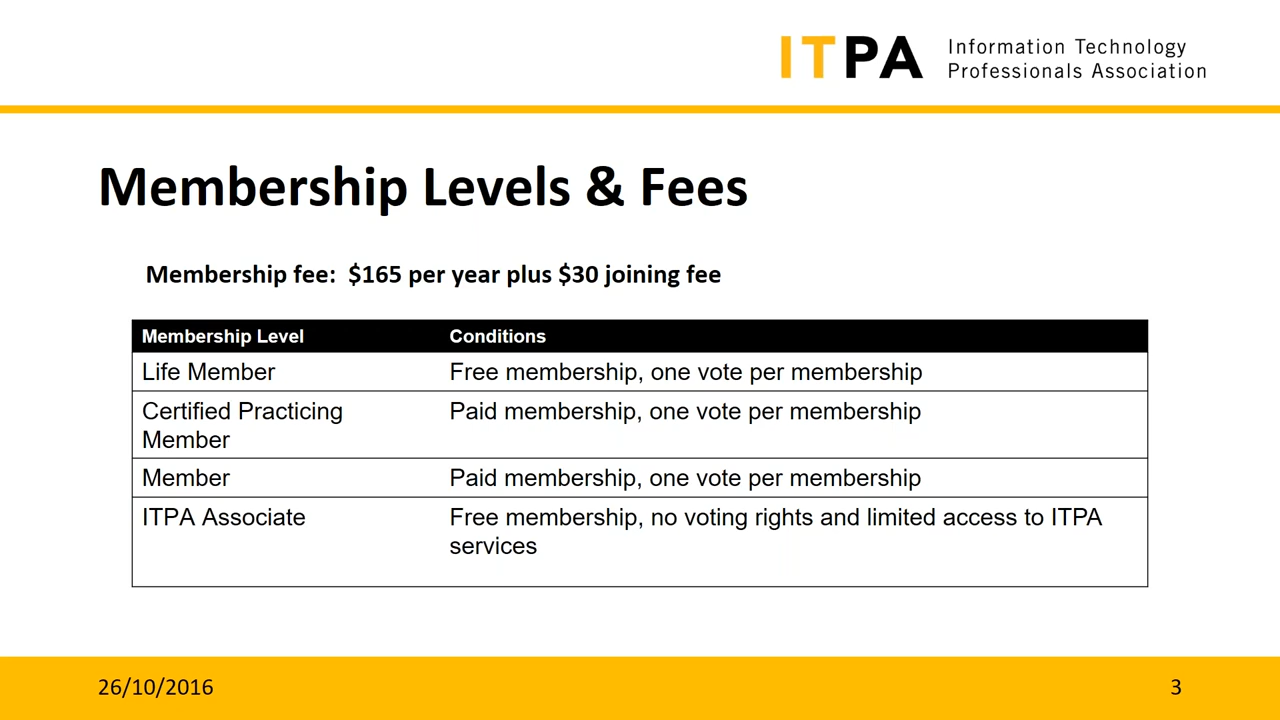 ITPA
Information Technology
Professionals Association
Membership Levels & Fees
Membership fee: $165 per year plus $30 joining fee
Membership Level Conditions
Life Member Free membership, one vote per membership
Certified Practicing Paid membership, one vote per membership
Member
Member Paid membership, one vote per membership
ITPA Associate Free membership, no voting rights and limited access to ITPA
services
26/10/2016 3